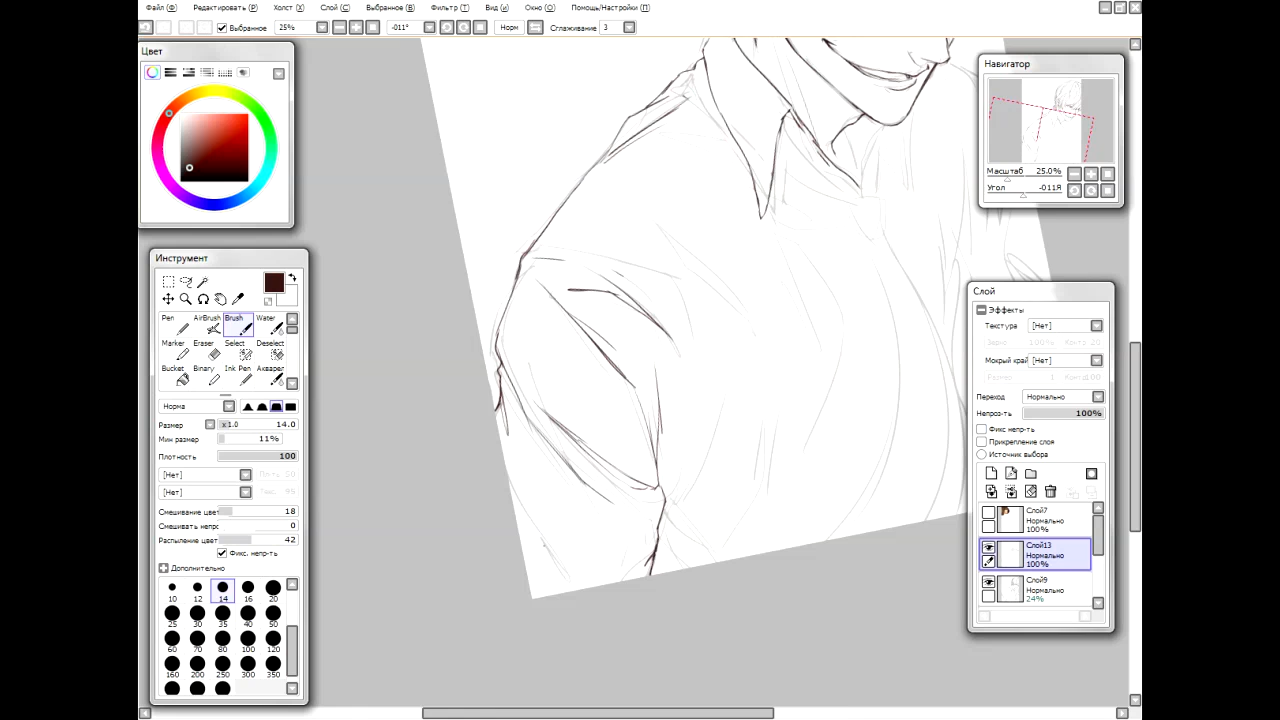 Файл (Ф) Редактировать (P) Холст (X) Слой (C) Выбранное (B) Фильтр (T) Вид (и) Окно (O) Помощь/Настройки (П)
Выбранное 25% -011° Норм Сглаживание 3
Цвет
Навигатор
Масштаб 25.0%
Угол -011Я
Инструмент
Pen AirBrush Brush Water
Marker Eraser Select Deselect
Bucket Binary Ink Pen Аквареr
Норма
Размер x1.0 14.0
Мин размер 11%
Плотность 100
[Нет]
[Нет]
Смешивание цвет 18
Смешивать непрс 0
Распыление цвет 42
Фикс. непр-ть
Дополнительно
10 12 14 16 20
25 30 35 40 50
60 70 80 100 120
160 200 250 300 350
Слой
Эффекты
Текстура [Нет]
Мокрый край [Нет]
Переход Нормально
Непроз-ть 100%
Фикс непр-ть
Прикрепление слоя
Источник выбора
Слой7
Нормально
100%
Слой13
Нормально
100%
Слой9
Нормально
24%